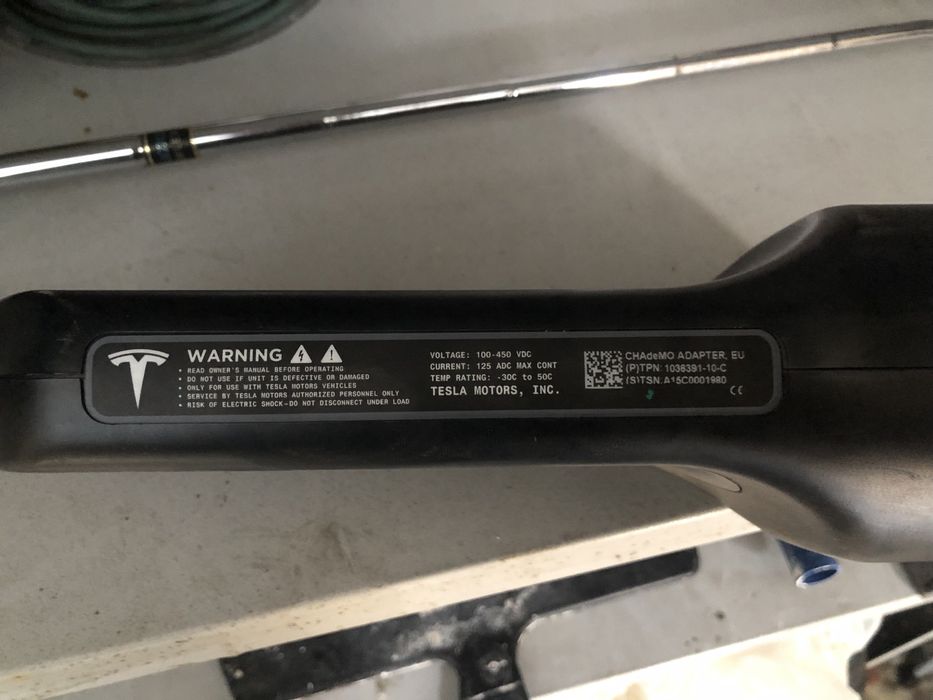 WARNING
• READ OWNER'S MANUAL BEFORE OPERATING
• DO NOT USE IF UNIT IS DEFECTIVE OR DAMAGED
ONLY FOR USE WITH TESLA MOTORS VEHICLES
• SERVICE BY TESLA MOTORS AUTHORIZED PERSONNEL ONLY
• RISK OF ELECTRIC SHOCK-DO NOT DISCONNECT UNDER LOAD
VOLTAGE: 100-450 VDC
CURRENT: 125 ADC MAX CONT
TEMP RATING: -30C to 50C
TESLA MOTORS, INC.
CHAdeMO ADAPTER, EU
(P)TPN: 1036391-10-C
(S)TSN: A15C0001980
CE